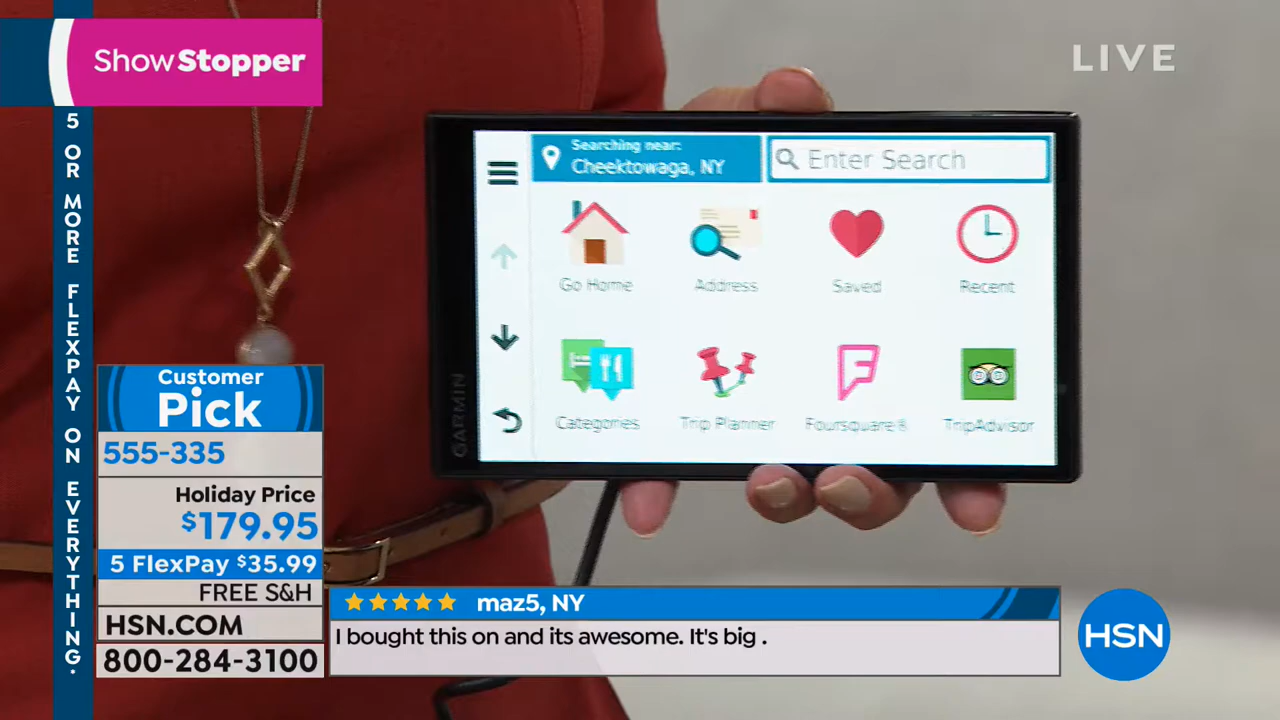 ShowStopper
LIVE
5 OR MORE FLEXPAY ON EVERYTHING.
Searching near:
Cheektowaga, NY
Enter Search
Go Home
Address
Saved
Recent
Categories
Trip Planner
Foursquare®
TripAdvisor
GARMIN
Customer
Pick
555-335
Holiday Price
$179.95
5 FlexPay $35.99
FREE S&H
HSN.COM
800-284-3100
maz5, NY
I bought this on and its awesome. It's big .
HSN